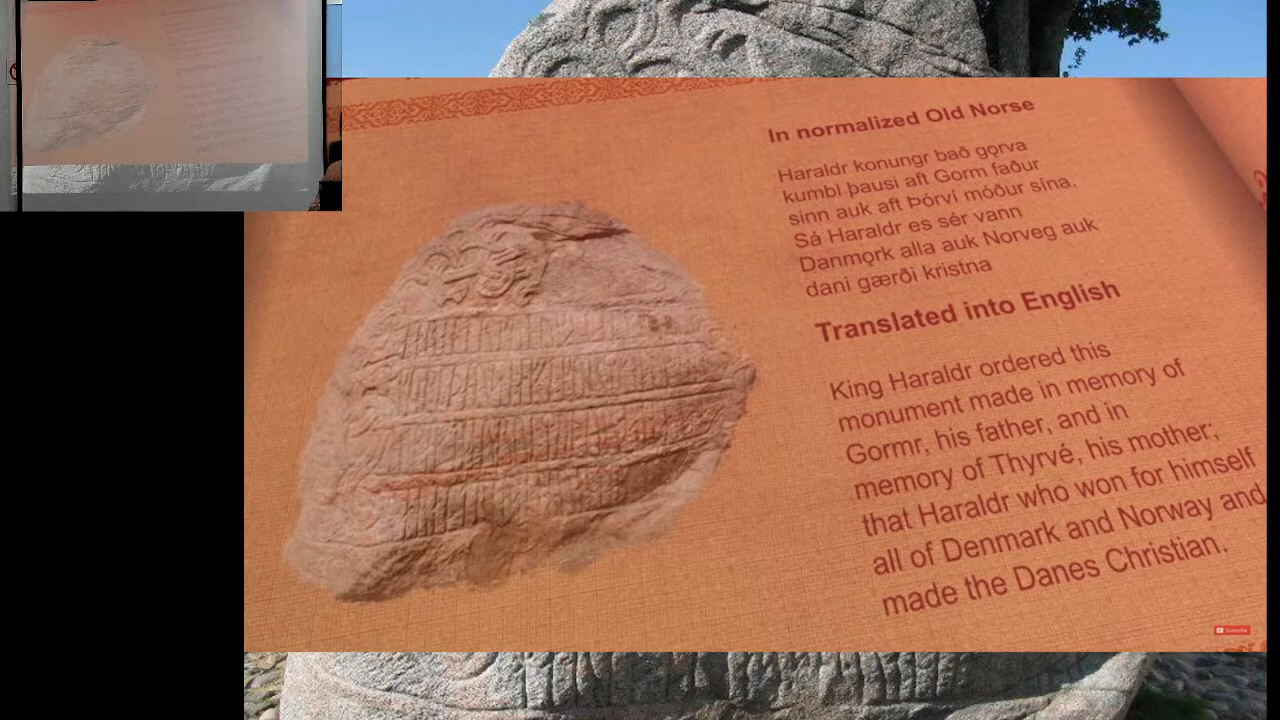 In normalized Old Norse
Haraldr konungr bað gǫrva
kumbl þausi aft Gorm faður
sinn auk aft Þórví móður sína.
Sá Haraldr es sér vann
Danmǫrk alla auk Norveg auk
dani gærði kristna
Translated into English
King Haraldr ordered this
monument made in memory of
Gormr, his father, and in
memory of Thyrvé, his mother;
that Haraldr who won for himself
all of Denmark and Norway and
made the Danes Christian.
Subscribe